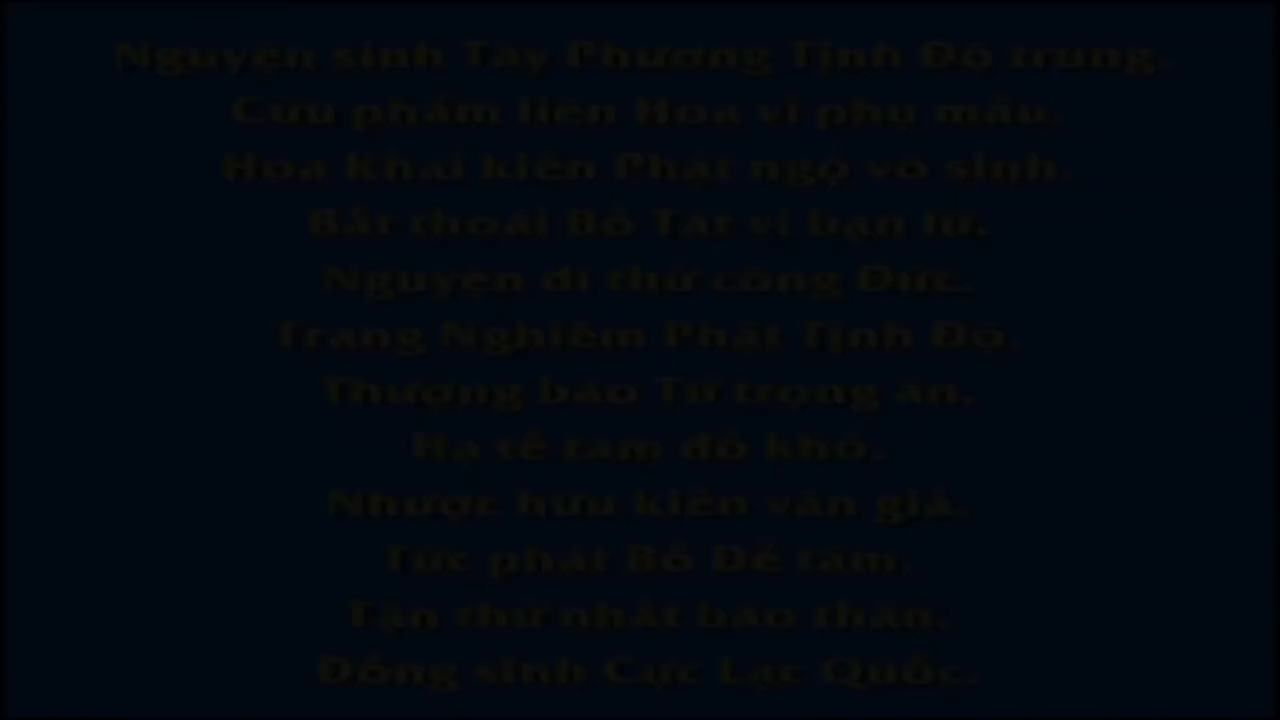 Nguyện sinh Tây Phương Tịnh Độ trung.
Cửu phẩm liên Hoa vi phụ mẫu.
Hoa Khai kiến Phật ngộ vô sinh.
Bất thoái Bồ Tát vi bạn lữ.
Nguyện dĩ thử công Đức.
Trang Nghiêm Phật Tịnh Độ.
Thượng báo Tứ trọng ân.
Hạ tế tam đồ khổ.
Nhược hữu kiến văn giả.
Tức phát Bồ Đề tâm.
Tận thử nhất báo thân.
Đồng sinh Cực Lạc Quốc.